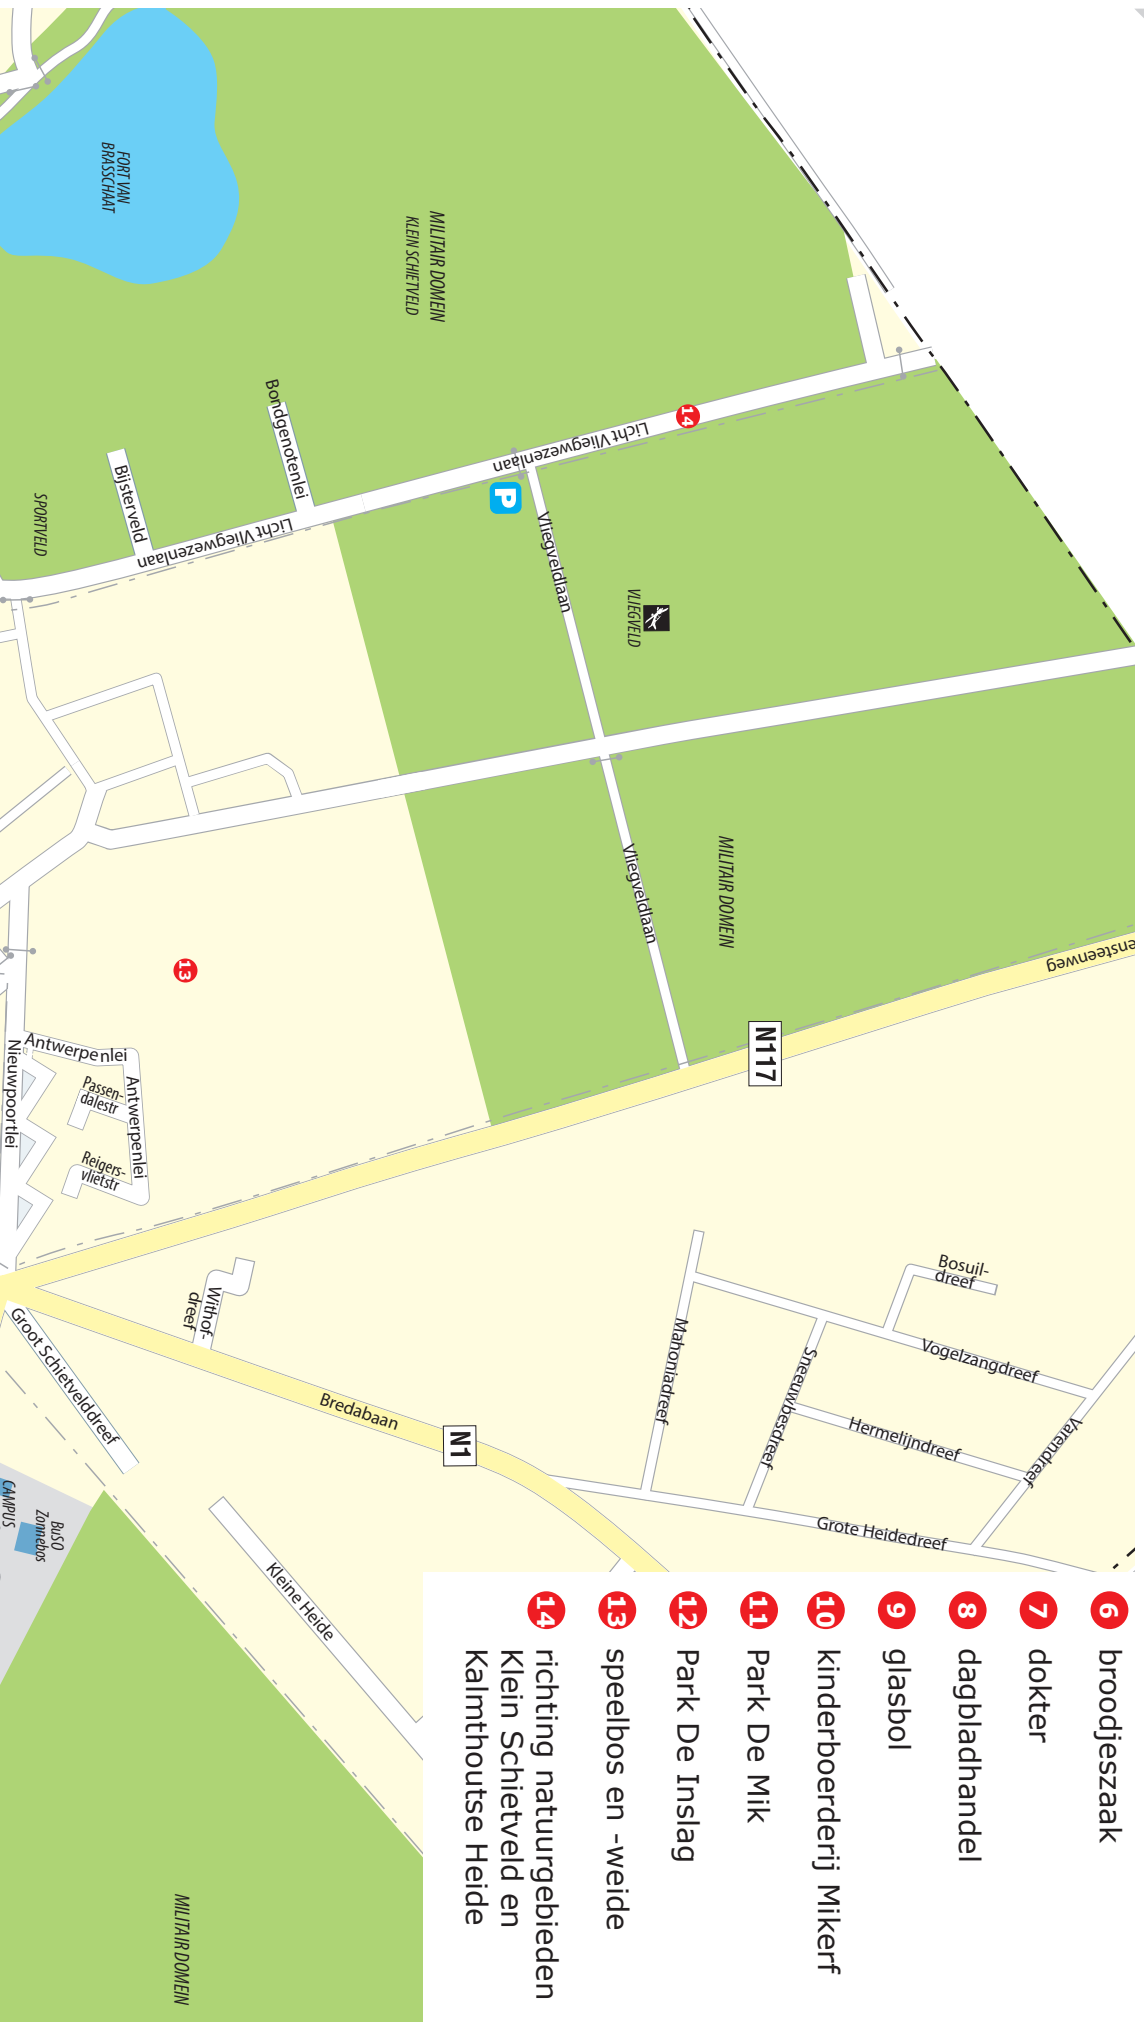 FORT VAN
BRASSCHAAT
MILITAIR DOMEIN
KLEIN SCHIETVELD
SPORTVELD
Bijsterveld
Bondgenotenlei
Licht Vliegwezenlaan
Licht Vliegwezenlaan
14
P
Vliegveldlaan
VLIEGVELD
Vliegveldlaan
MILITAIR DOMEIN
ensteenweg
N117
13
Nieuwpoortlei
Antwerpenlei
Antwerpenlei
Passen-
dalestr
Reigers-
vlietstr
Withof-
dreef
Groot Schietvelddreef
Bredabaan
N1
Mahoniadreef
Sneeuwbesdreef
Bosuil-
dreef
Vogelzangdreef
Hermelijndreef
Varendreef
Grote Heidedreef
Kleine Heide
CAMPUS
BuSO
Zonnebos
MILITAIR DOMEIN
6 broodjeszaak
7 dokter
8 dagbladhandel
9 glasbol
10 kinderboerderij Mikerf
11 Park De Mik
12 Park De Inslag
13 speelbos en -weide
14 richting natuurgebieden
Klein Schietveld en
Kalmthoutse Heide